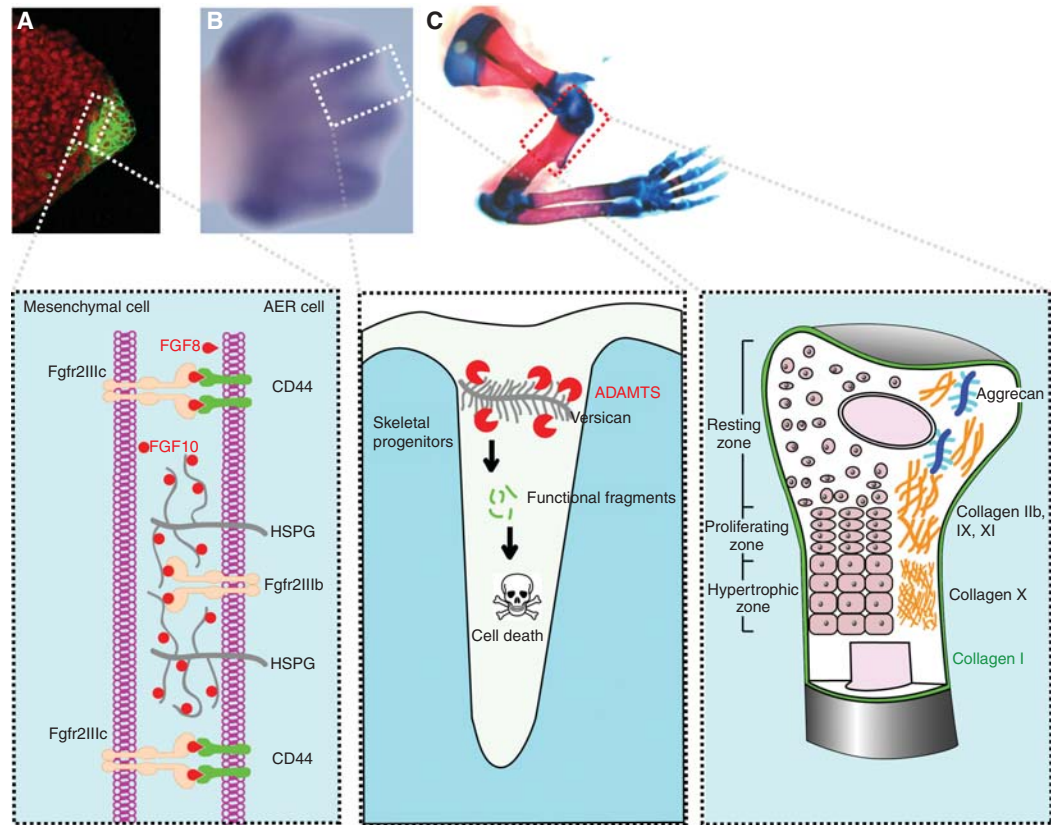 A
B
C
Mesenchymal cell
AER cell
FGF8
Fgfr2IIIc
CD44
FGF10
HSPG
Fgfr2IIIb
HSPG
Fgfr2IIIc
CD44
Skeletal
progenitors
ADAMTS
Versican
Functional fragments
Cell death
Resting
zone
Proliferating
zone
Hypertrophic
zone
Aggrecan
Collagen IIb,
IX, XI
Collagen X
Collagen I